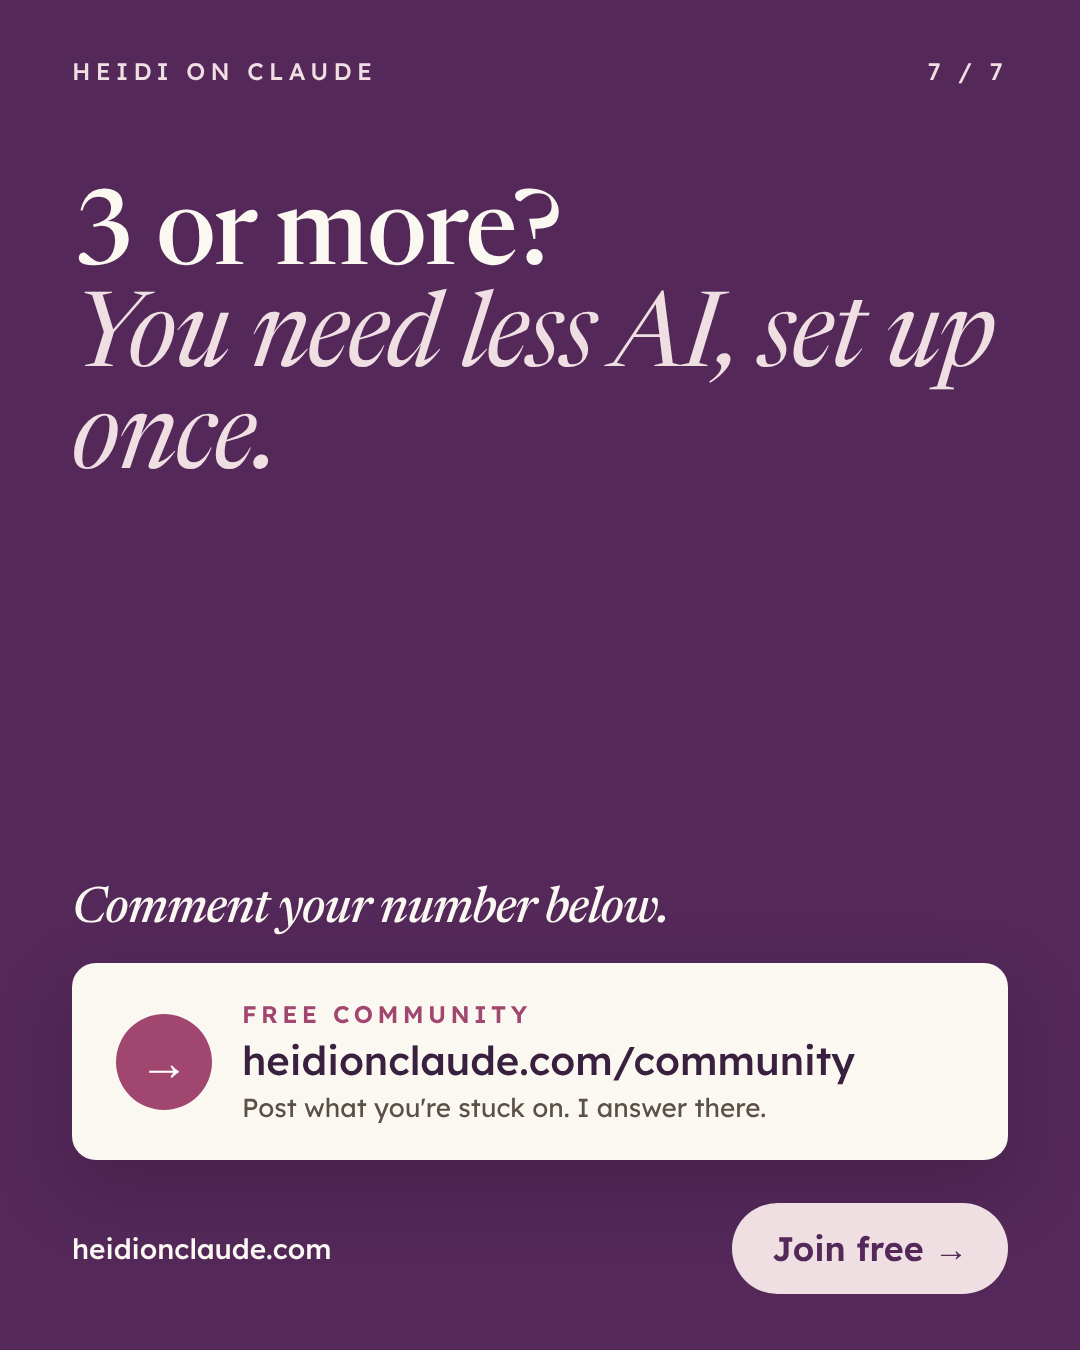 HEIDI ON CLAUDE
7 / 7
3 or more?
You need less AI, set up
once.
Comment your number below.
→
FREE COMMUNITY
heidionclaude.com/community
Post what you're stuck on. I answer there.
heidionclaude.com
Join free →